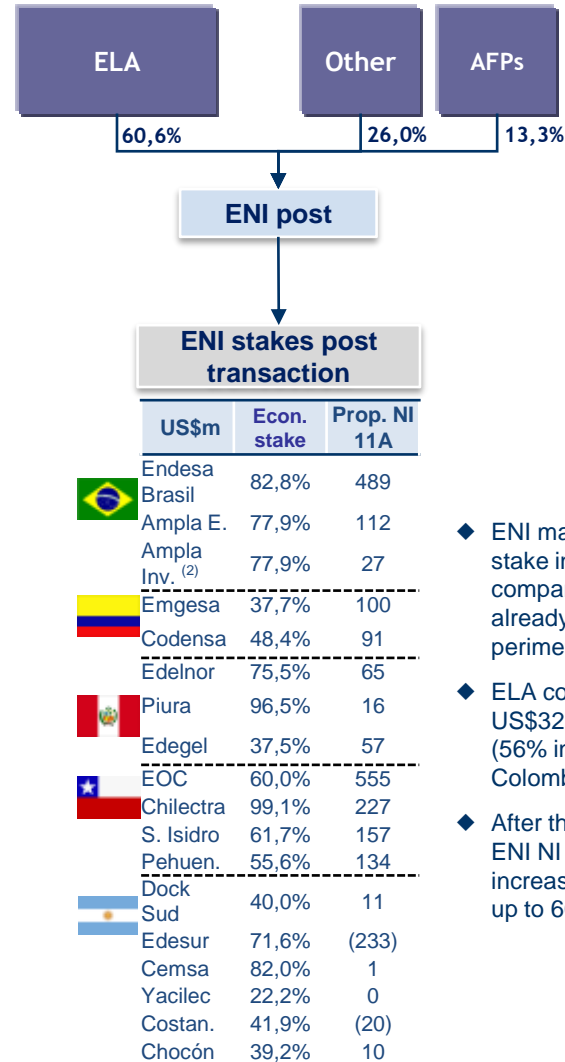 ELA
Other
AFPs
60,6%
26,0%
13,3%
ENI post
ENI stakes post
transaction
US$m Econ. stake Prop. NI 11A
Endesa Brasil 82,8% 489
Ampla E. 77,9% 112
Ampla Inv. (2) 77,9% 27
Emgesa 37,7% 100
Codensa 48,4% 91
Edelnor 75,5% 65
Piura 96,5% 16
Edegel 37,5% 57
EOC 60,0% 555
Chilectra 99,1% 227
S. Isidro 61,7% 157
Pehuen. 55,6% 134
Dock Sud 40,0% 11
Edesur 71,6% (233)
Cemsa 82,0% 1
Yacilec 22,2% 0
Costan. 41,9% (20)
Chocón 39,2% 10
◆ ENI ma
stake in
compa
already
perime
◆ ELA co
US$32
(56% in
Colomb
◆ After th
ENI NI
increas
up to 6